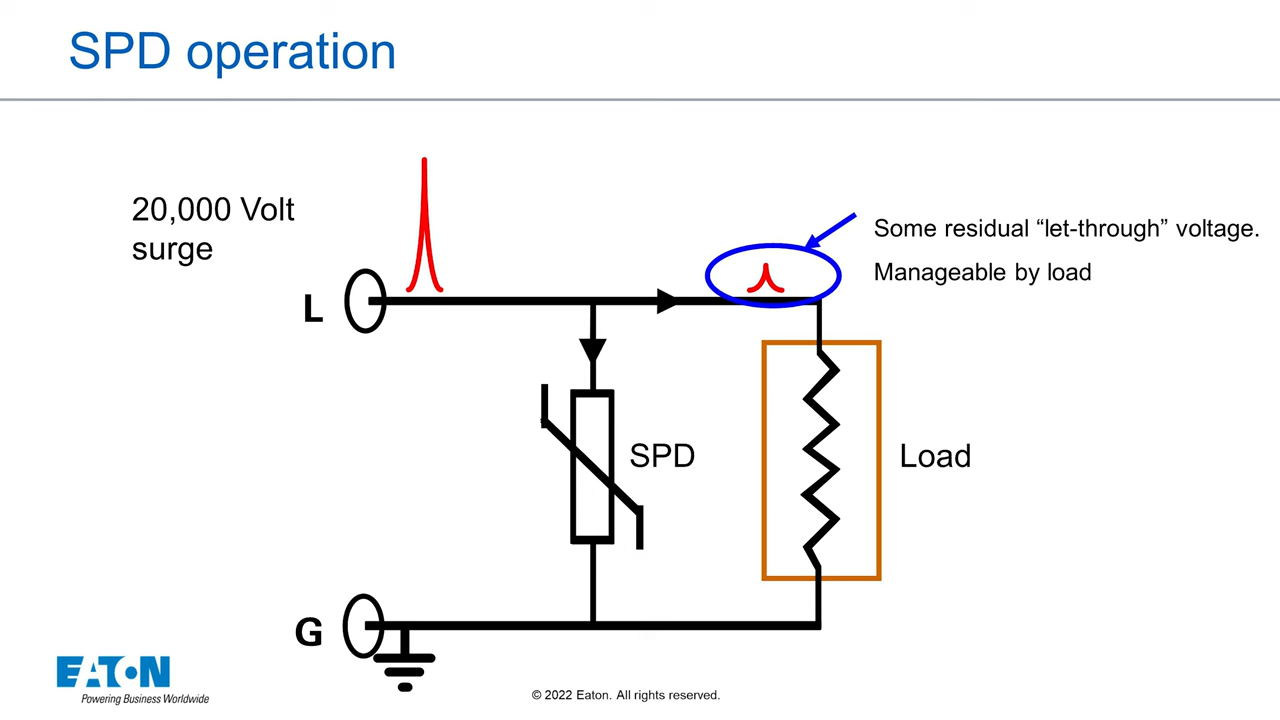 SPD operation
20,000 Volt
surge
Some residual “let-through” voltage.
Manageable by load
L
SPD
Load
G
EATON
Powering Business Worldwide
© 2022 Eaton. All rights reserved.